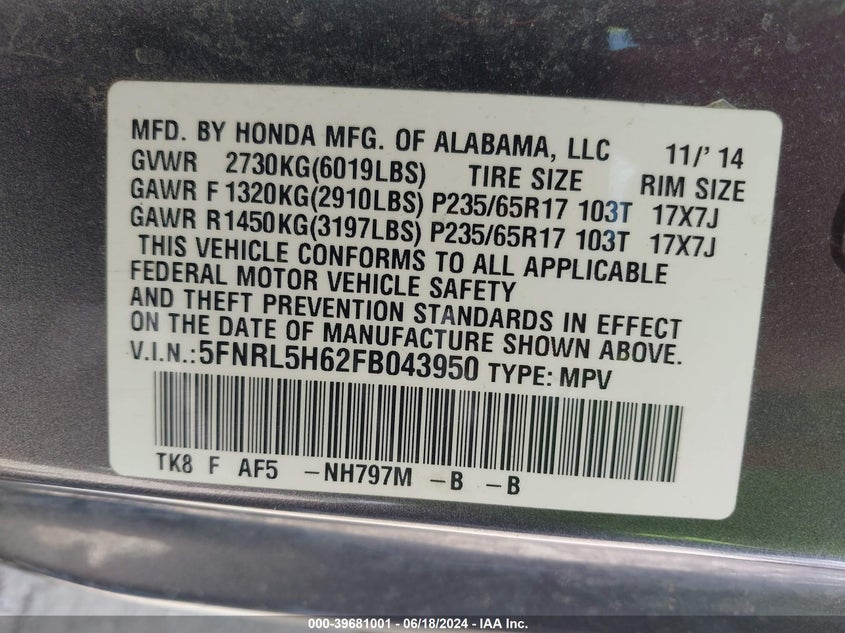 MFD. BY HONDA MFG. OF ALABAMA, LLC 11/' 14
GVWR 2730KG(6019LBS) TIRE SIZE RIM SIZE
GAWR F 1320KG(2910LBS) P235/65R17 103T 17X7J
GAWR R1450KG(3197LBS) P235/65R17 103T 17X7J
THIS VEHICLE CONFORMS TO ALL APPLICABLE
FEDERAL MOTOR VEHICLE SAFETY
AND THEFT PREVENTION STANDARDS IN EFFECT
ON THE DATE OF MANUFACTURE SHOWN ABOVE.
V.I.N.:5FNRL5H62FB043950 TYPE: MPV
TK8 F AF5 -NH797M -B -B
000-39681001 - 06/18/2024 - IAA Inc.